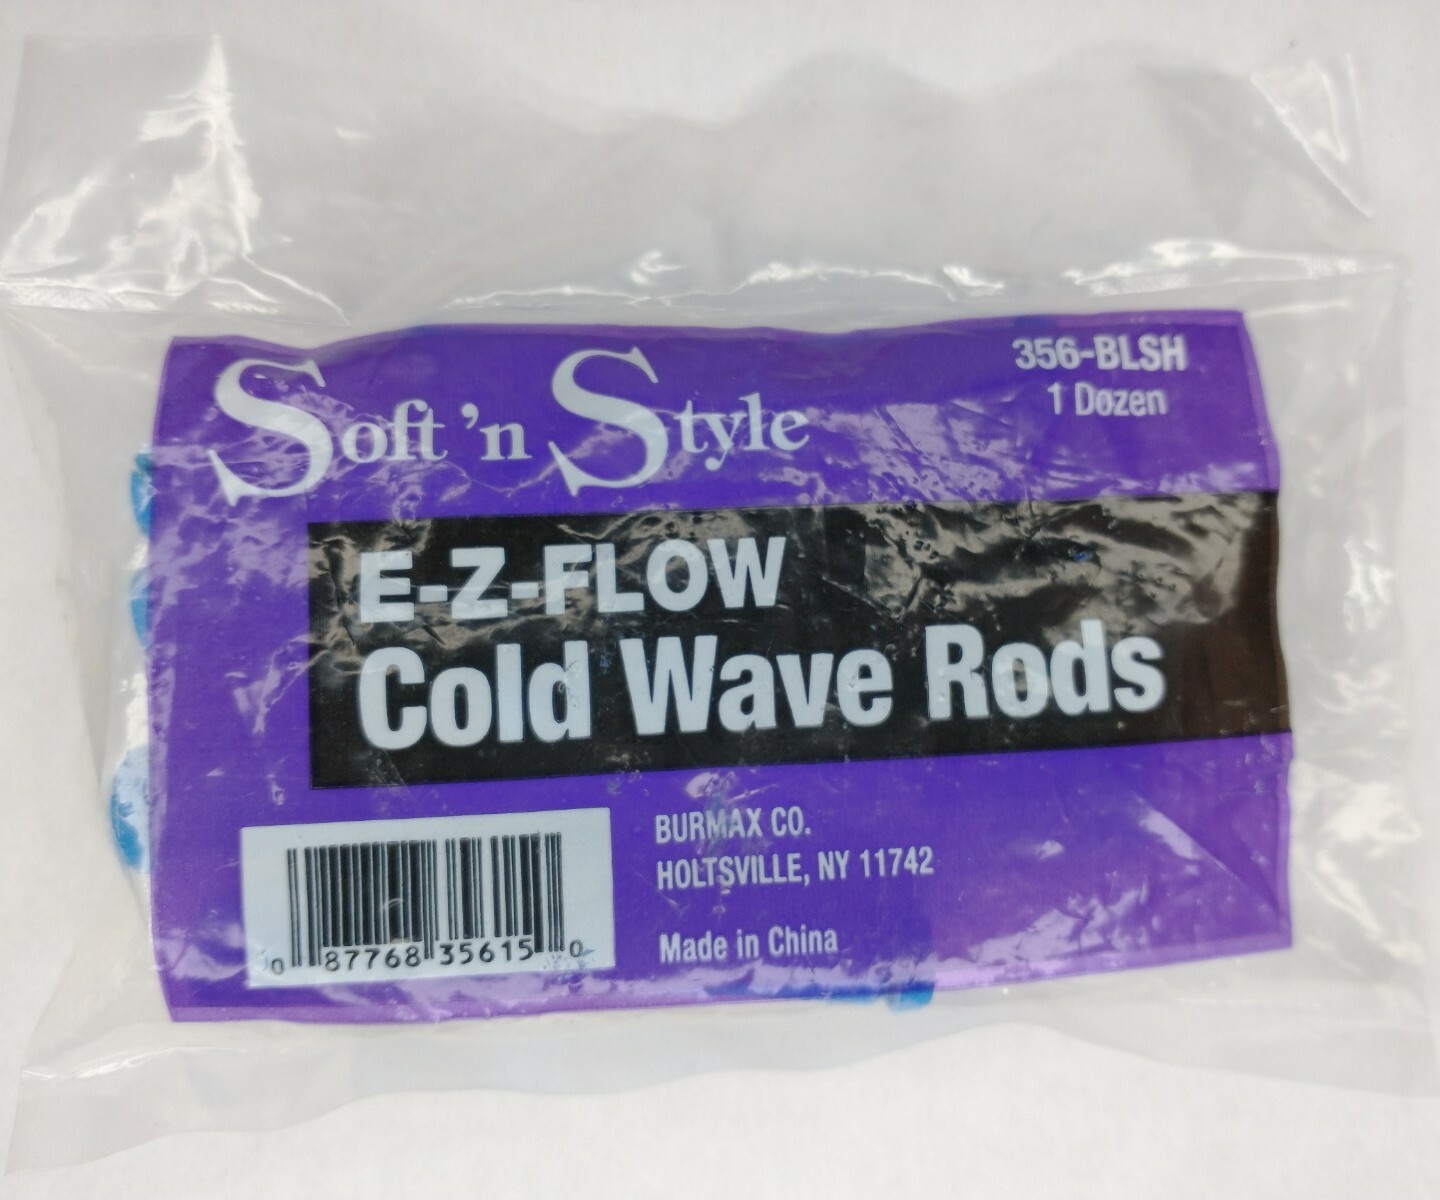 Soft 'n Style
356-BLSH
1 Dozen
E-Z-FLOW
Cold Wave Rods
BURMAX CO.
HOLTSVILLE, NY 11742
Made in China
0 87768 35615 0